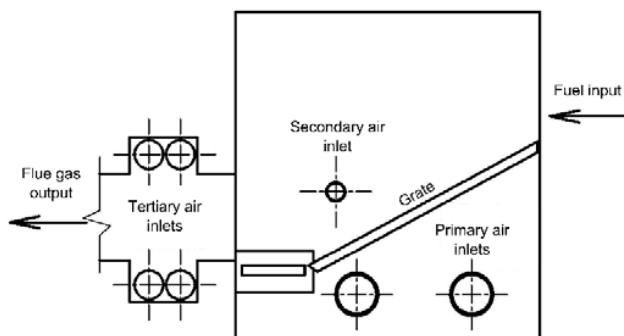 Fuel input
Secondary air
inlet
Flue gas
output
Grate
Tertiary air
inlets
Primary air
inlets